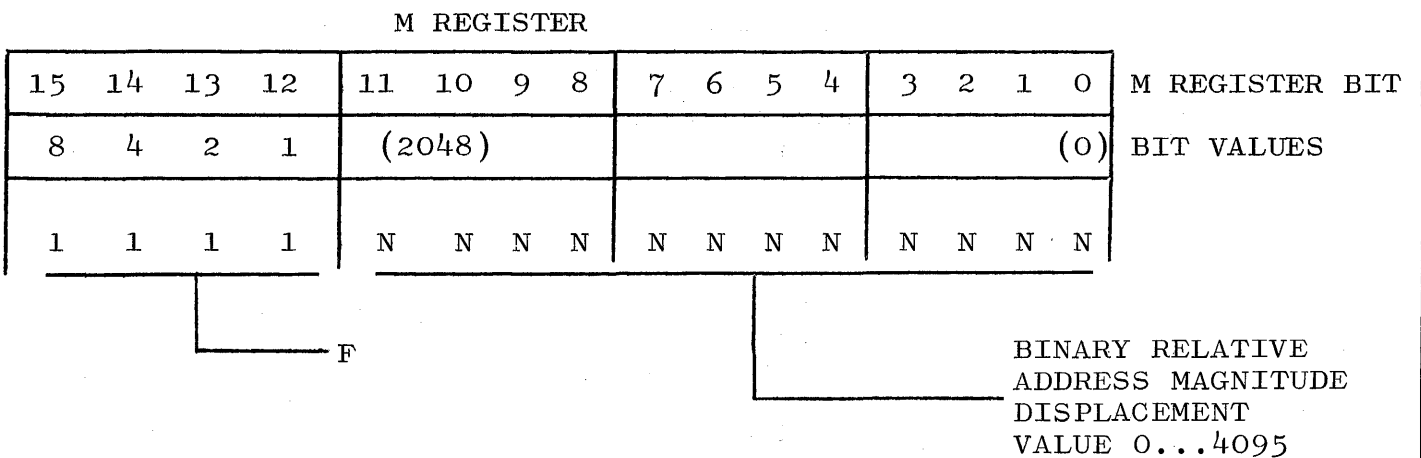 M REGISTER
15 14 13 12 11 10 9 8 7 6 5 4 3 2 1 0 M REGISTER BIT
8 4 2 1 (2048) (0) BIT VALUES
1 1 1 1 N N N N N N N N N N N N
F
BINARY RELATIVE
ADDRESS MAGNITUDE
DISPLACEMENT
VALUE 0...4095